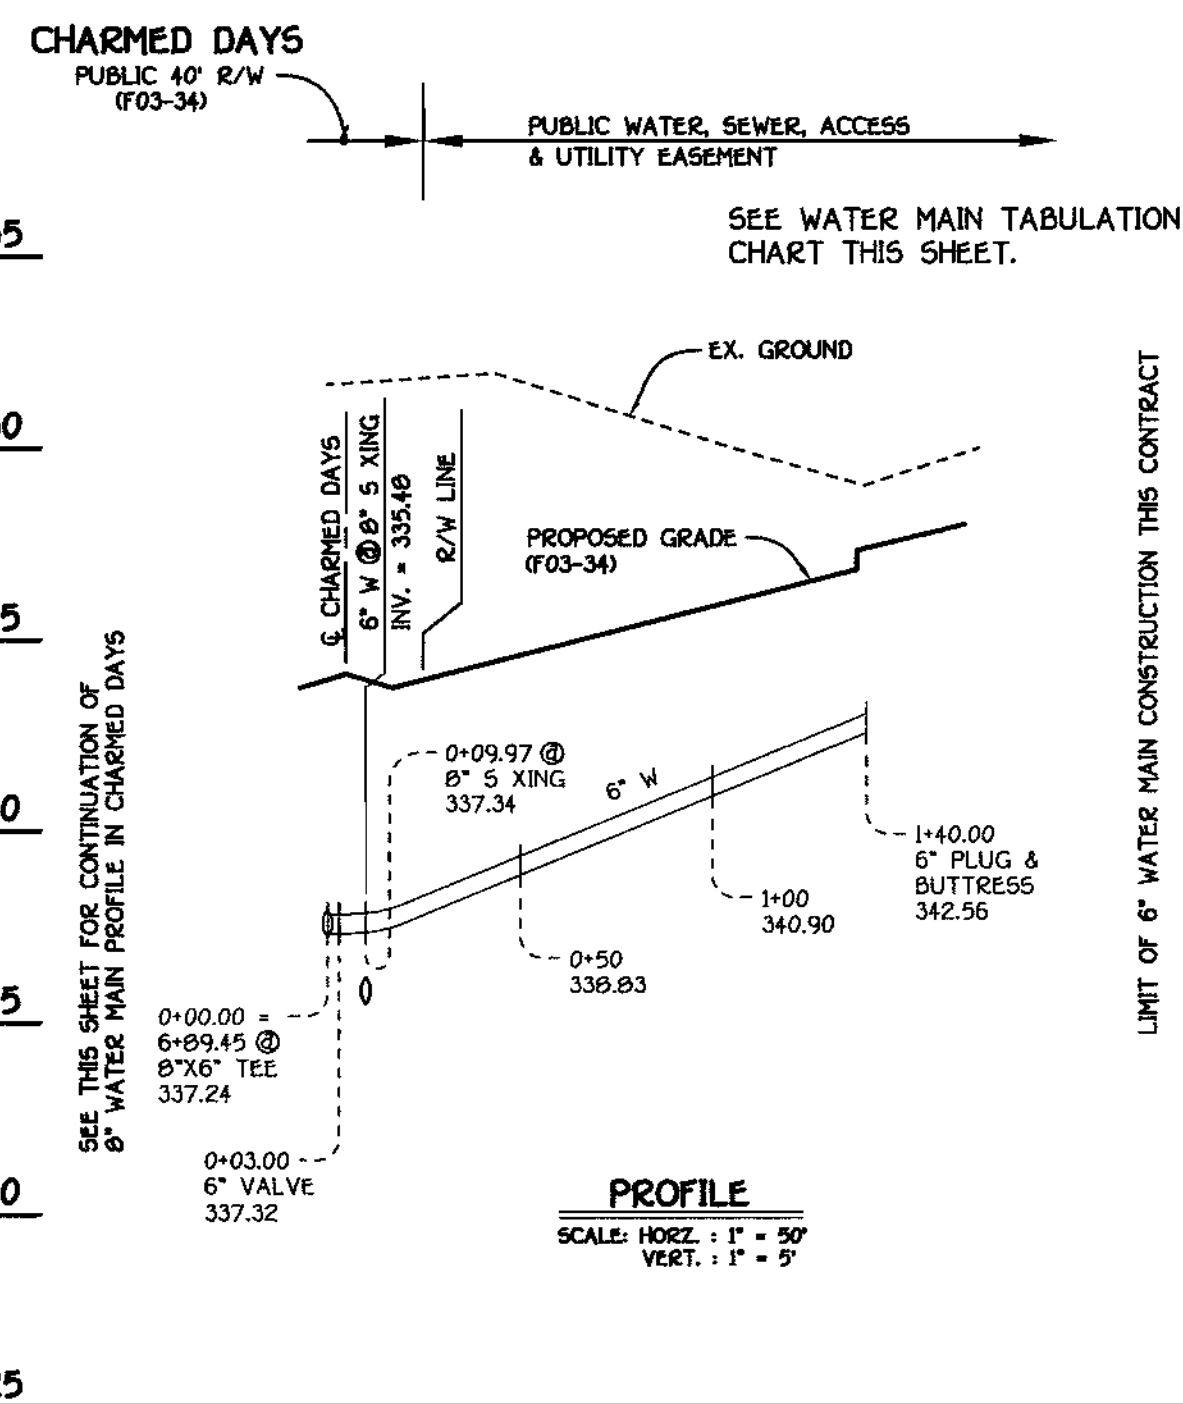 CHARMED DAYS
PUBLIC 40' R/W
(F03-34)
PUBLIC WATER, SEWER, ACCESS
& UTILITY EASEMENT
SEE WATER MAIN TABULATION
CHART THIS SHEET.
EX. GROUND
℄ CHARMED DAYS
6" W @ 8" S XING
INV. = 335.48
R/W LINE
PROPOSED GRADE
(F03-34)
SEE THIS SHEET FOR CONTINUATION OF
8" WATER MAIN PROFILE IN CHARMED DAYS
LIMIT OF 6" WATER MAIN CONSTRUCTION THIS CONTRACT
0+09.97 @
8" S XING
337.34
6" W
1+40.00
6" PLUG &
BUTTRESS
342.56
1+00
340.90
0+50
338.83
0+00.00 =
6+89.45 @
8"X6" TEE
337.24
0+03.00
6" VALVE
337.32
PROFILE
SCALE: HORZ. : 1" = 50'
VERT. : 1" = 5'
5
0
5
0
5
0
25